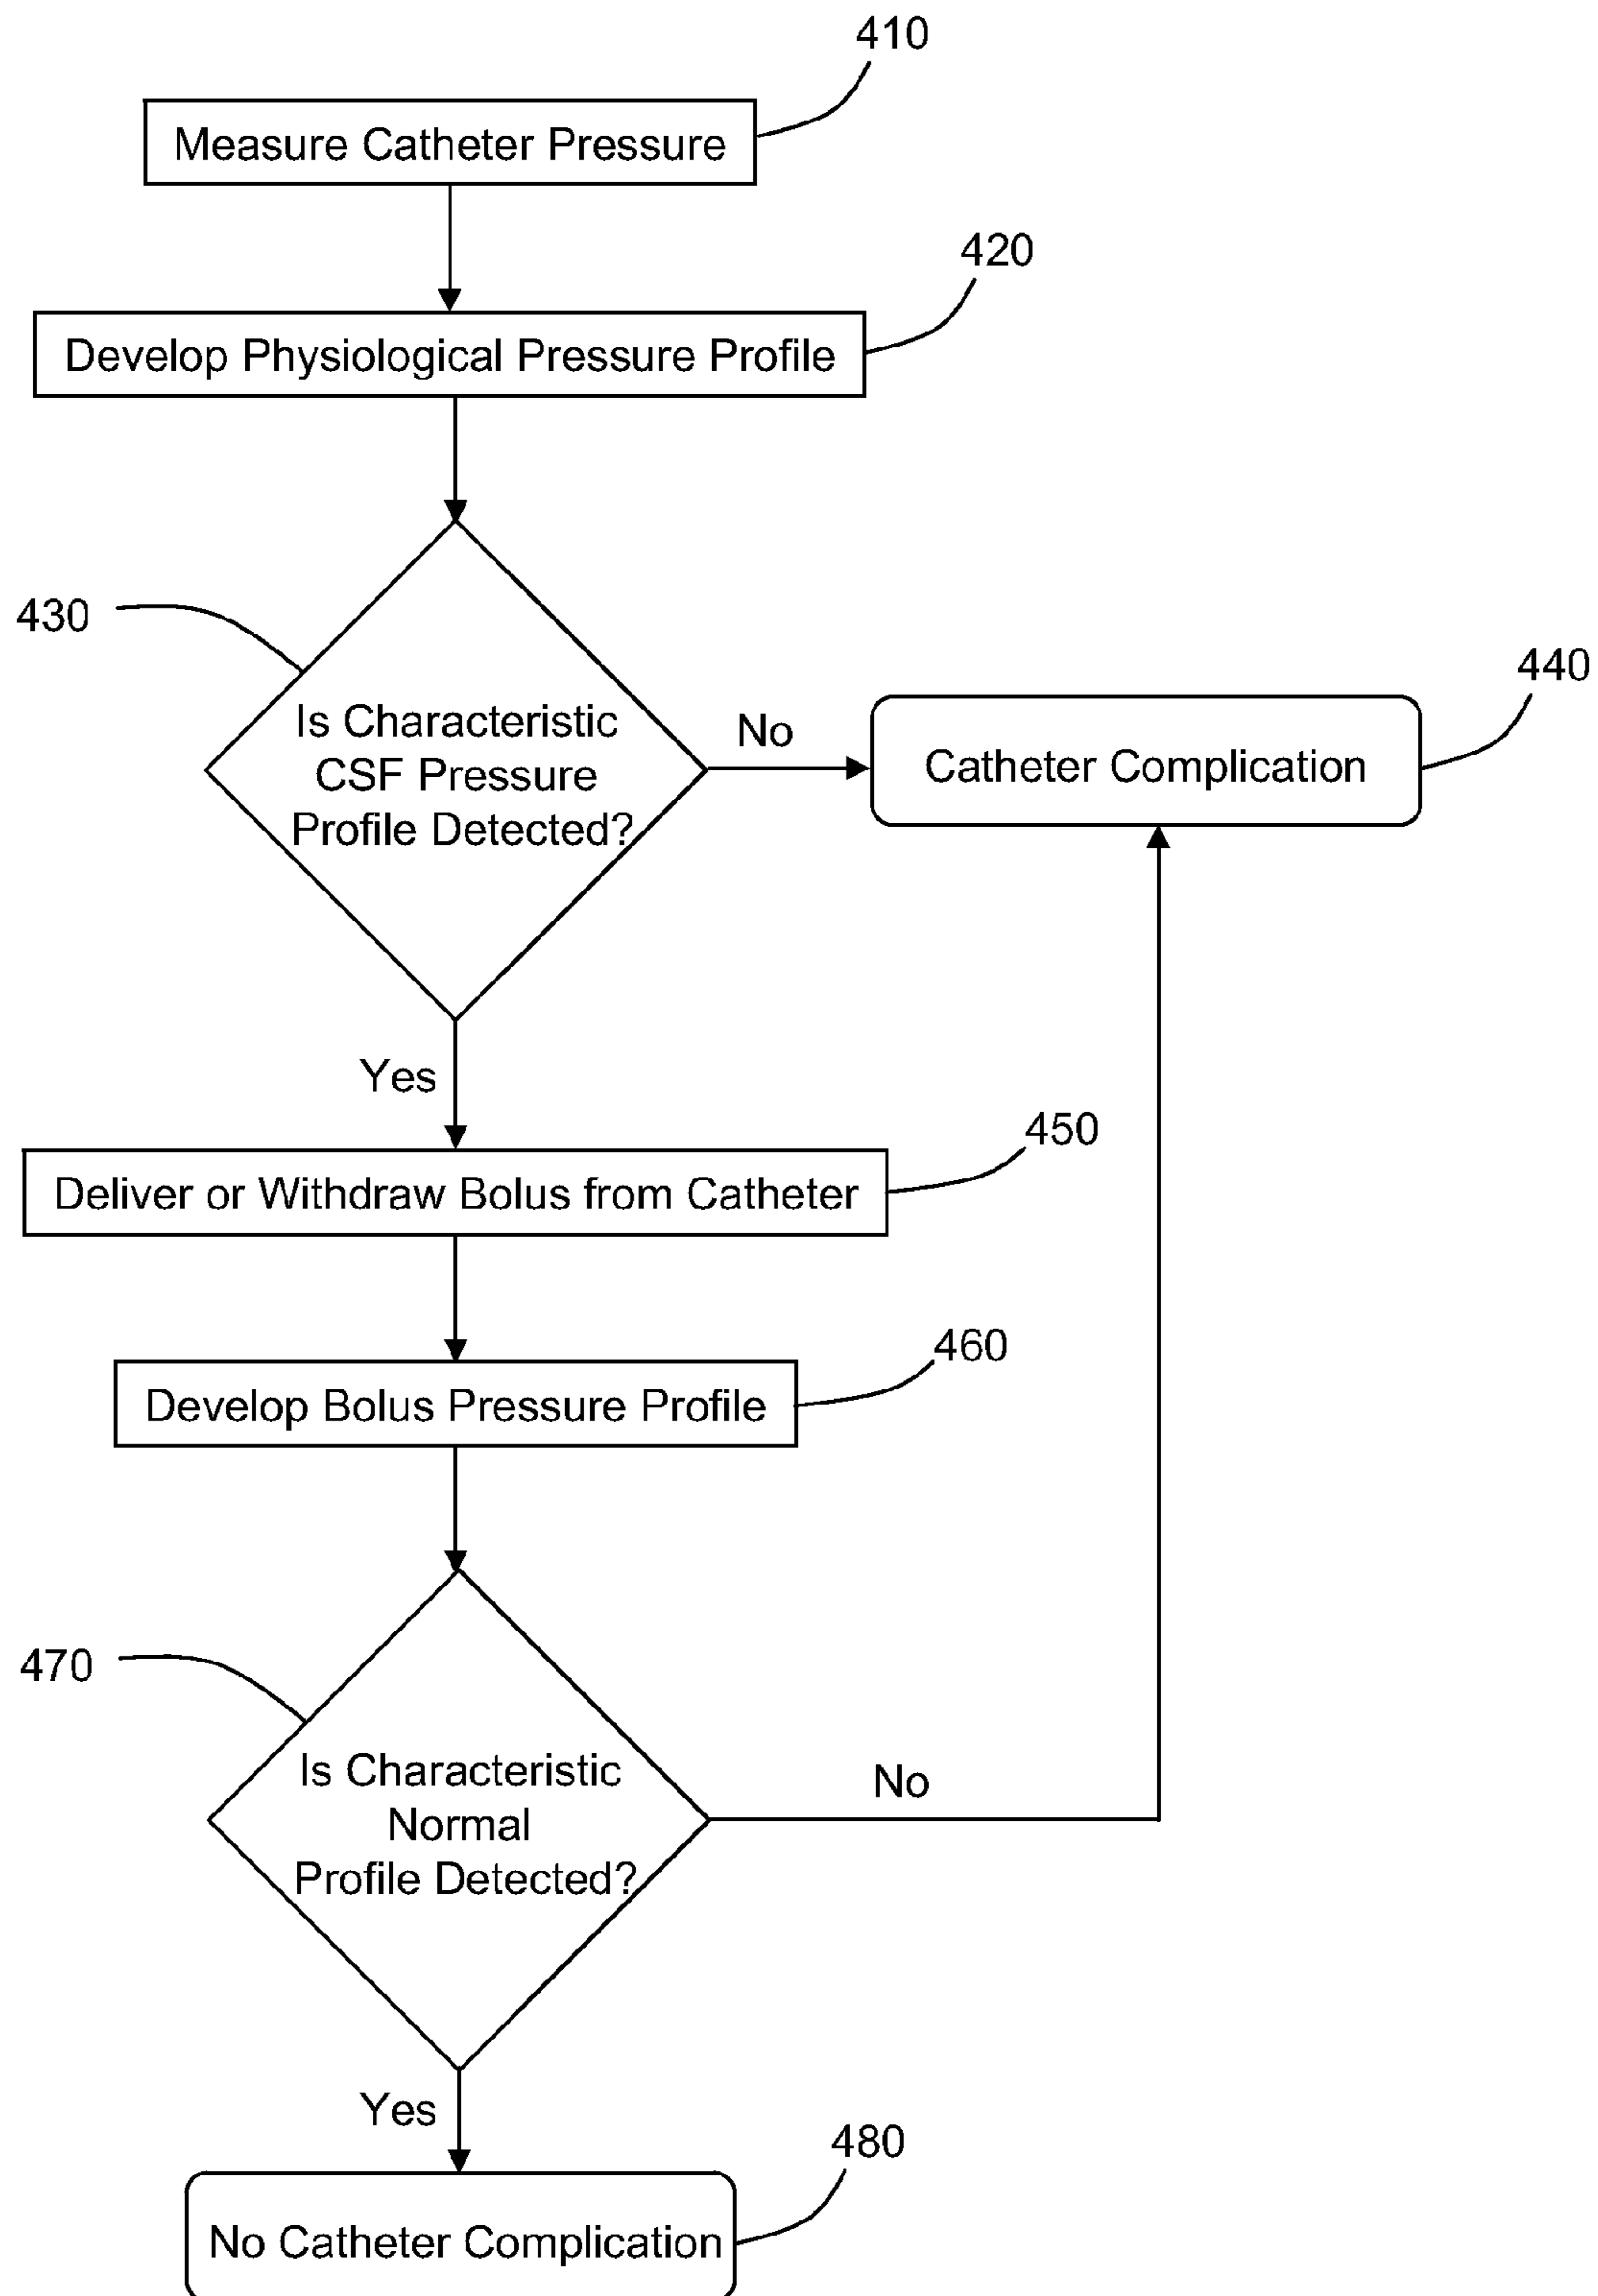 410
Measure Catheter Pressure
420
Develop Physiological Pressure Profile
430
Is Characteristic
CSF Pressure
Profile Detected?
No
440
Catheter Complication
Yes
450
Deliver or Withdraw Bolus from Catheter
460
Develop Bolus Pressure Profile
470
Is Characteristic
Normal
Profile Detected?
No
Yes
480
No Catheter Complication